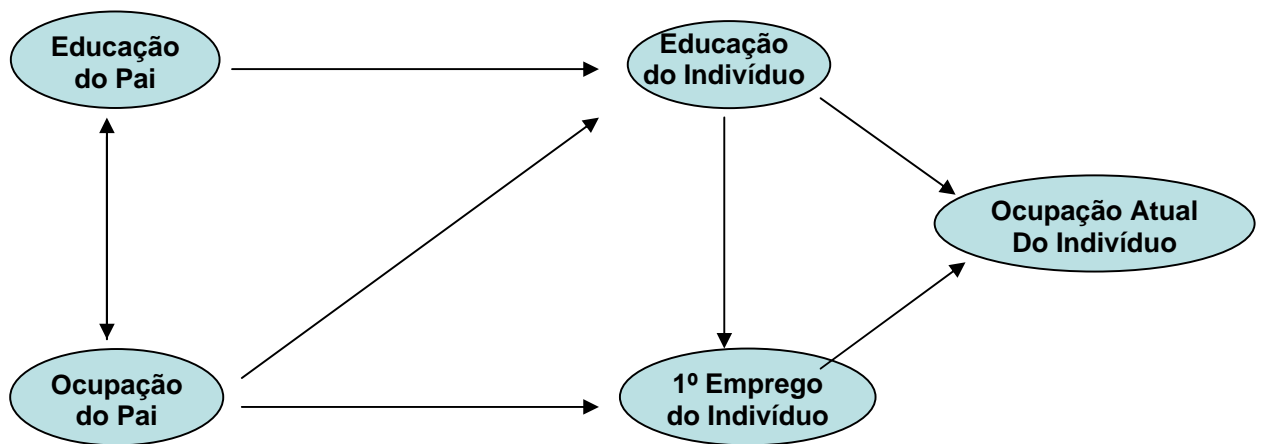 Educação
do Pai
Educação
do Indivíduo
Ocupação Atual
Do Indivíduo
Ocupação
do Pai
1º Emprego
do Indivíduo